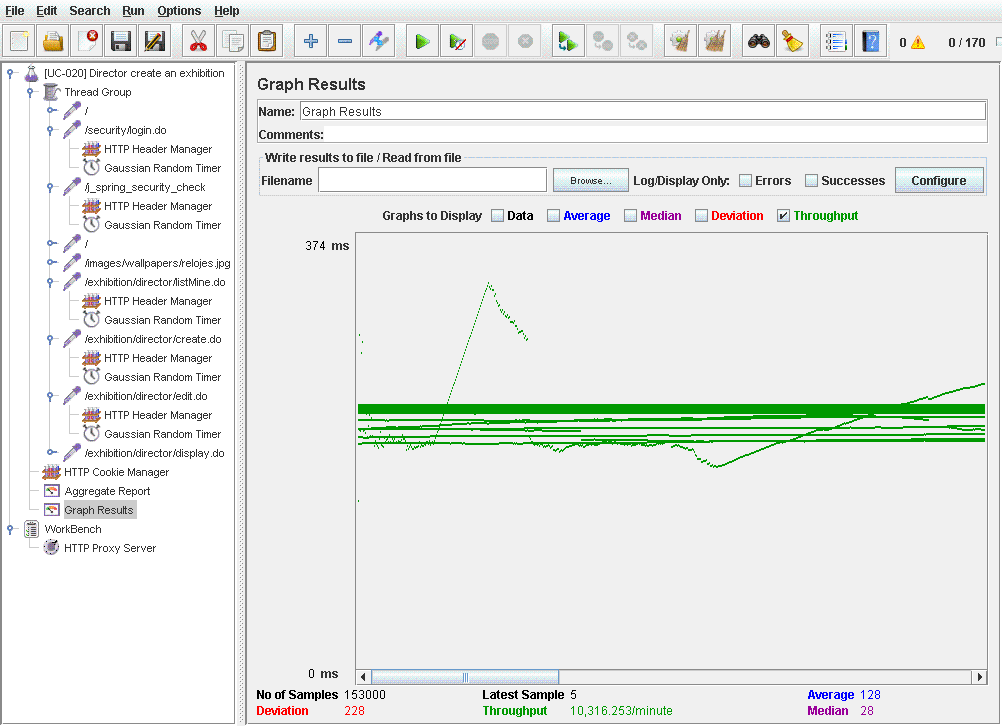 File Edit Search Run Options Help
0 0 / 170
[UC-020] Director create an exhibition
Thread Group
/
/security/login.do
HTTP Header Manager
Gaussian Random Timer
/j_spring_security_check
HTTP Header Manager
Gaussian Random Timer
/
/images/wallpapers/relojes.jpg
/exhibition/director/listMine.do
HTTP Header Manager
Gaussian Random Timer
/exhibition/director/create.do
HTTP Header Manager
Gaussian Random Timer
/exhibition/director/edit.do
HTTP Header Manager
Gaussian Random Timer
/exhibition/director/display.do
HTTP Cookie Manager
Aggregate Report
Graph Results
WorkBench
HTTP Proxy Server
Graph Results
Name: Graph Results
Comments:
Write results to file / Read from file
Filename Browse... Log/Display Only: Errors Successes Configure
Graphs to Display Data Average Median Deviation Throughput
374 ms
0 ms
No of Samples 153000 Latest Sample 5 Average 128
Deviation 228 Throughput 10,316.253/minute Median 28